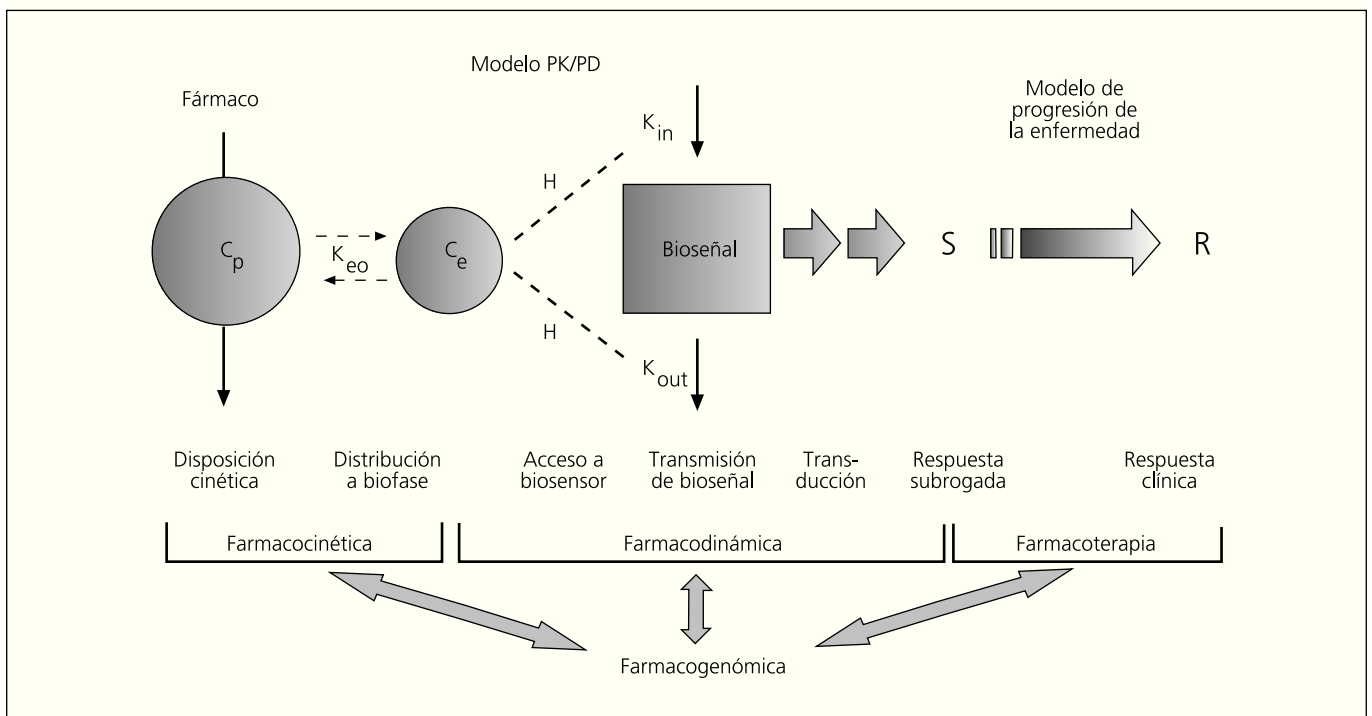 Modelo PK/PD
Fármaco
Modelo de
progresión de
la enfermedad
K in
H
C p
K eo
C e
Bioseñal
S
R
H
K out
Disposición
cinética
Distribución
a biofase
Acceso a
biosensor
Transmisión
de bioseñal
Trans-
ducción
Respuesta
subrogada
Respuesta
clínica
Farmacocinética
Farmacodinámica
Farmacoterapia
Farmacogenómica